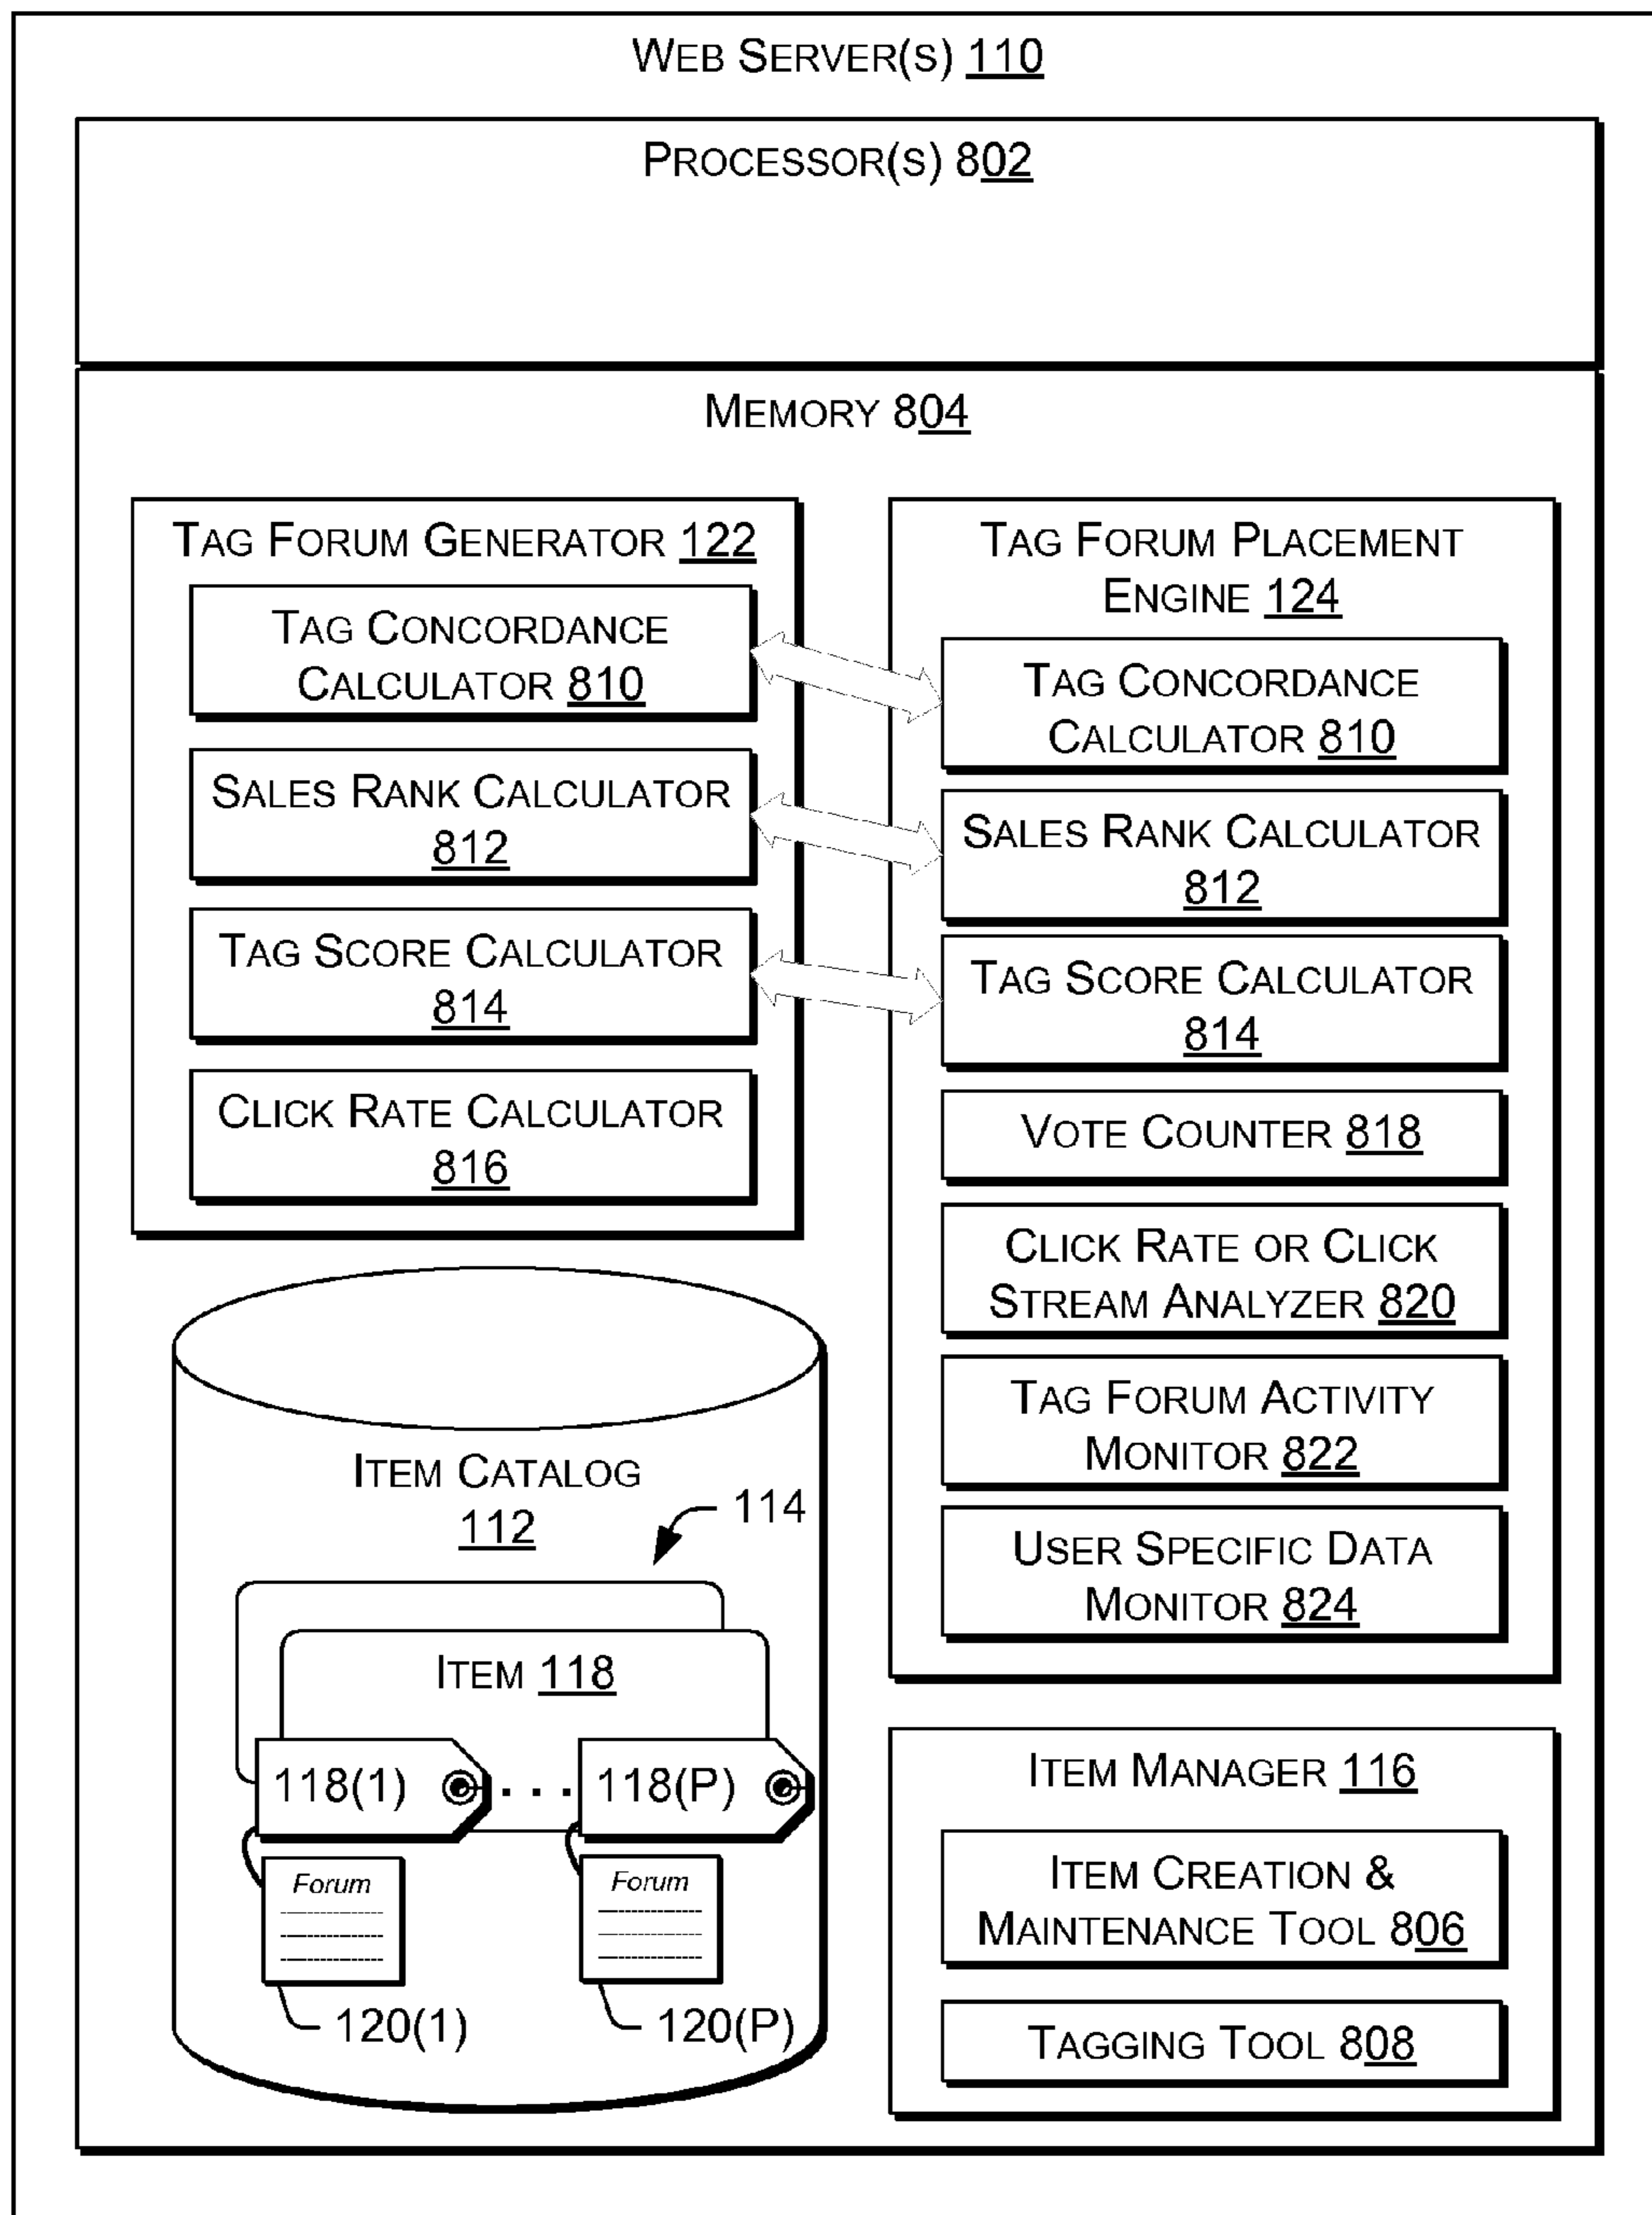 WEB SERVER(S) 110
PROCESSOR(S) 802
MEMORY 804
TAG FORUM GENERATOR 122
TAG CONCORDANCE
CALCULATOR 810
SALES RANK CALCULATOR
812
TAG SCORE CALCULATOR
814
CLICK RATE CALCULATOR
816
TAG FORUM PLACEMENT
ENGINE 124
TAG CONCORDANCE
CALCULATOR 810
SALES RANK CALCULATOR
812
TAG SCORE CALCULATOR
814
VOTE COUNTER 818
CLICK RATE OR CLICK
STREAM ANALYZER 820
TAG FORUM ACTIVITY
MONITOR 822
USER SPECIFIC DATA
MONITOR 824
ITEM CATALOG
112
114
ITEM 118
118(1)
. . .
118(P)
Forum
Forum
120(1)
120(P)
ITEM MANAGER 116
ITEM CREATION &
MAINTENANCE TOOL 806
TAGGING TOOL 808